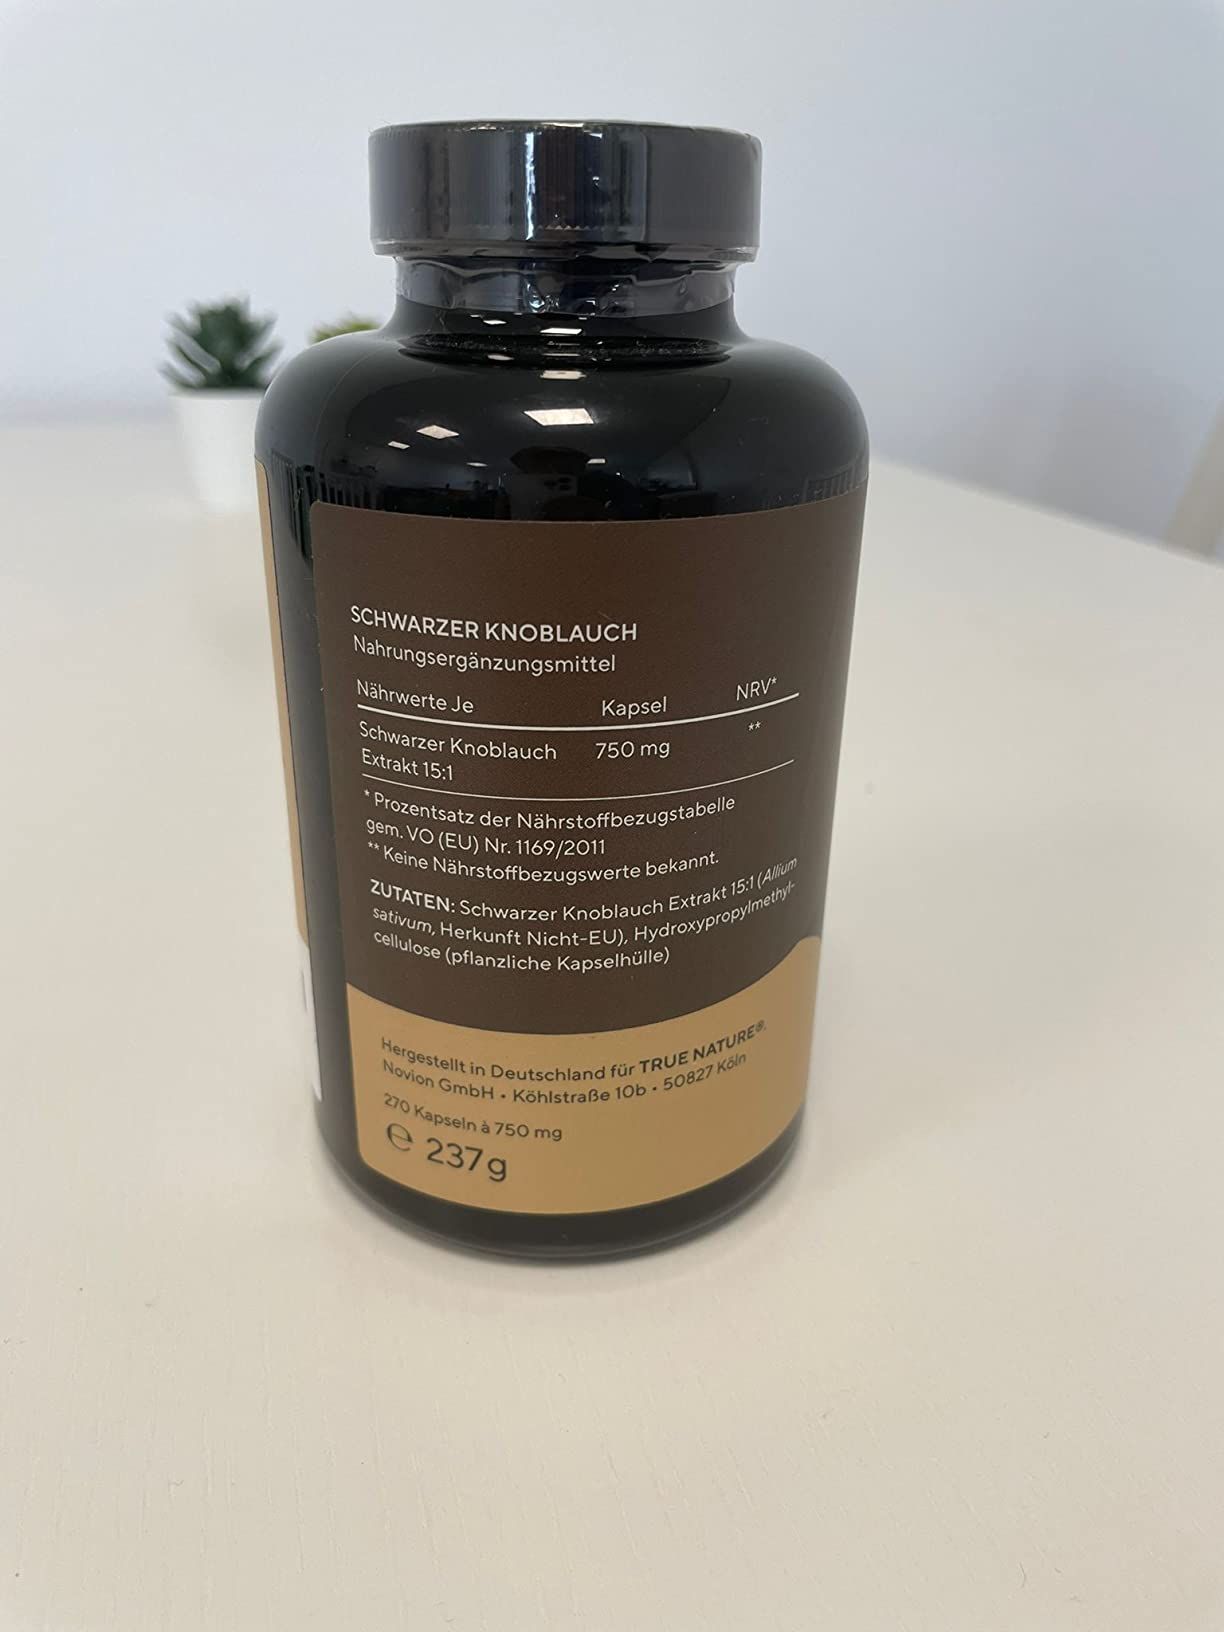 SCHWARZER KNOBLAUCH
Nahrungsergänzungsmittel
Nährwerte Je Kapsel NRV*
Schwarzer Knoblauch 750 mg **
Extrakt 15:1
* Prozentsatz der Nährstoffbezugstabelle
gem. VO (EU) Nr. 1169/2011
** Keine Nährstoffbezugswerte bekannt.
ZUTATEN: Schwarzer Knoblauch Extrakt 15:1 (Allium
sativum, Herkunft Nicht-EU), Hydroxypropylmethyl-
cellulose (pflanzliche Kapselhülle)
Hergestellt in Deutschland für TRUE NATURE®.
Novion GmbH • Köhlstraße 10b • 50827 Köln
270 Kapseln à 750 mg
℮ 237g